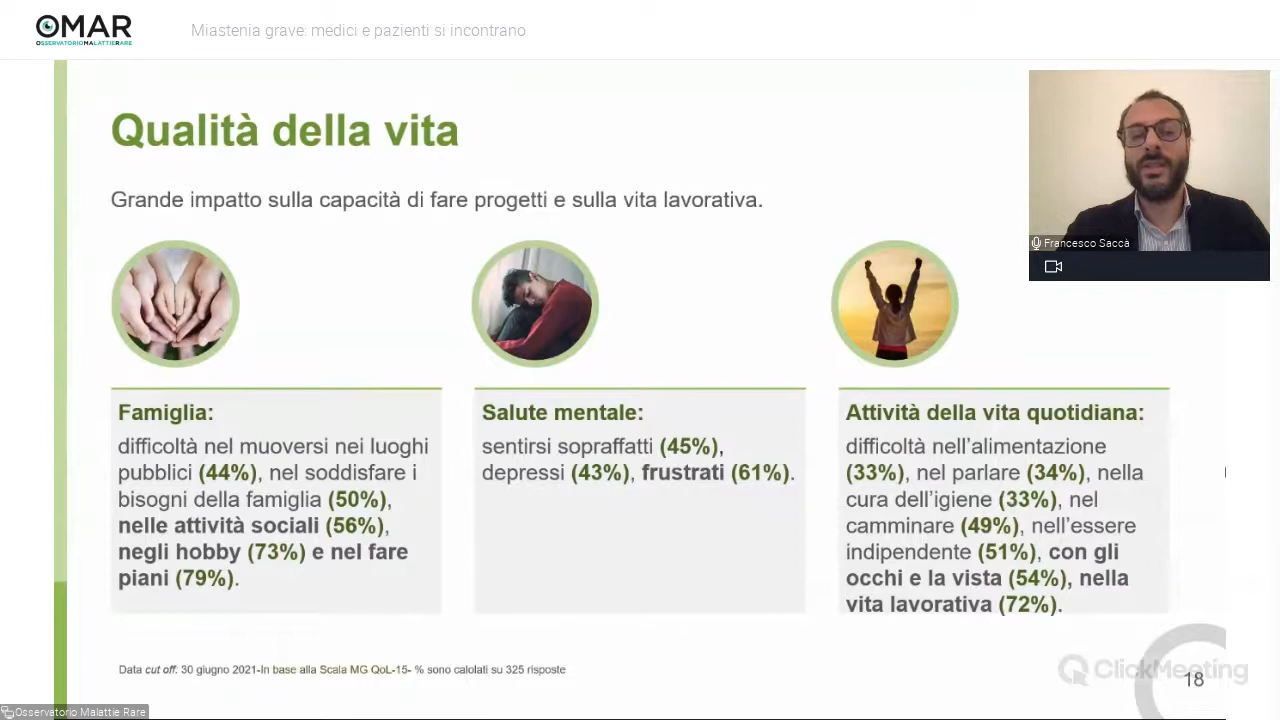 OMAR
OSSERVATORIOMALATTIERARE
Miastenia grave: medici e pazienti si incontrano
Qualità della vita
Grande impatto sulla capacità di fare progetti e sulla vita lavorativa.
Francesco Saccà
Famiglia:
difficoltà nel muoversi nei luoghi
pubblici (44%), nel soddisfare i
bisogni della famiglia (50%),
nelle attività sociali (56%),
negli hobby (73%) e nel fare
piani (79%).
Salute mentale:
sentirsi sopraffatti (45%),
depressi (43%), frustrati (61%).
Attività della vita quotidiana:
difficoltà nell'alimentazione
(33%), nel parlare (34%), nella
cura dell'igiene (33%), nel
camminare (49%), nell'essere
indipendente (51%), con gli
occhi e la vista (54%), nella
vita lavorativa (72%).
Data cut off: 30 giugno 2021-In base alla Scala MG QoL-15- % sono calolati su 325 risposte
ClickMeeting
18
Osservatorio Malattie Rare